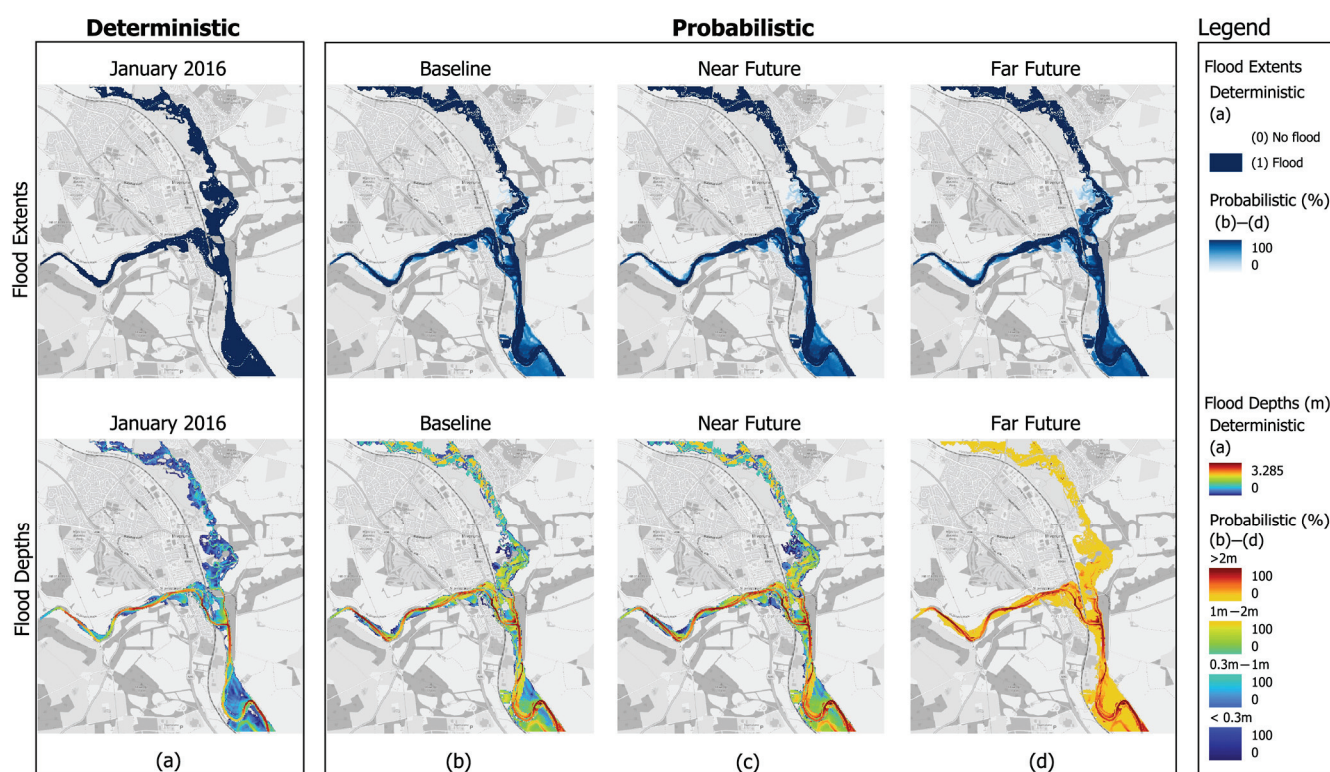 Deterministic
Probabilistic
Legend
January 2016
Baseline
Near Future
Far Future
Flood Extents
Flood Extents
Deterministic
(a)
(0) No flood
(1) Flood
Probabilistic (%)
(b)–(d)
100
0
January 2016
Baseline
Near Future
Far Future
Flood Depths
Flood Depths (m)
Deterministic
(a)
3.285
0
Probabilistic (%)
(b)–(d)
>2m
100
0
1m–2m
100
0
0.3m–1m
100
0
< 0.3m
100
0
(a)
(b)
(c)
(d)